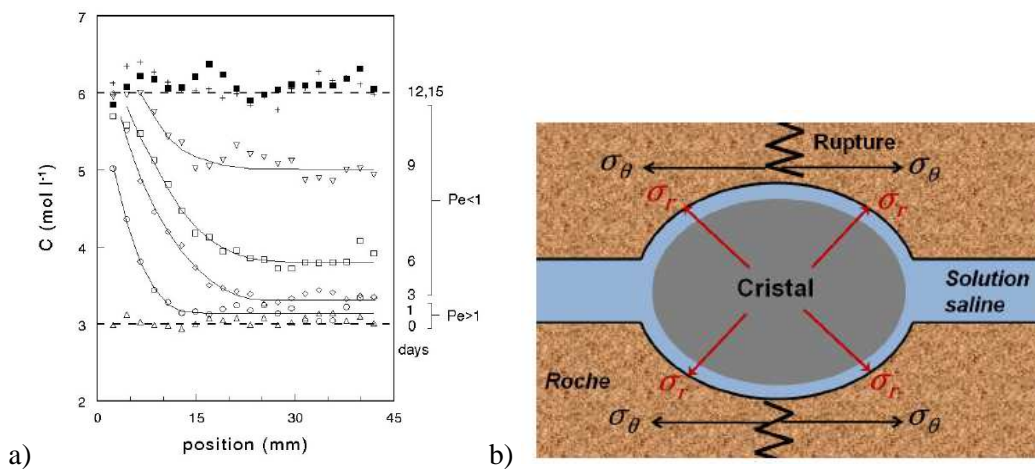 7
6
5
4
3
2
C (mol l-1)
0
15
30
45
position (mm)
12,15
9
Pe<1
6
3
1
Pe>1
0
days
a)
Rupture
σθ
σθ
σr
σr
Cristal
Solution
saline
σr
σr
Roche
σθ
σθ
b)